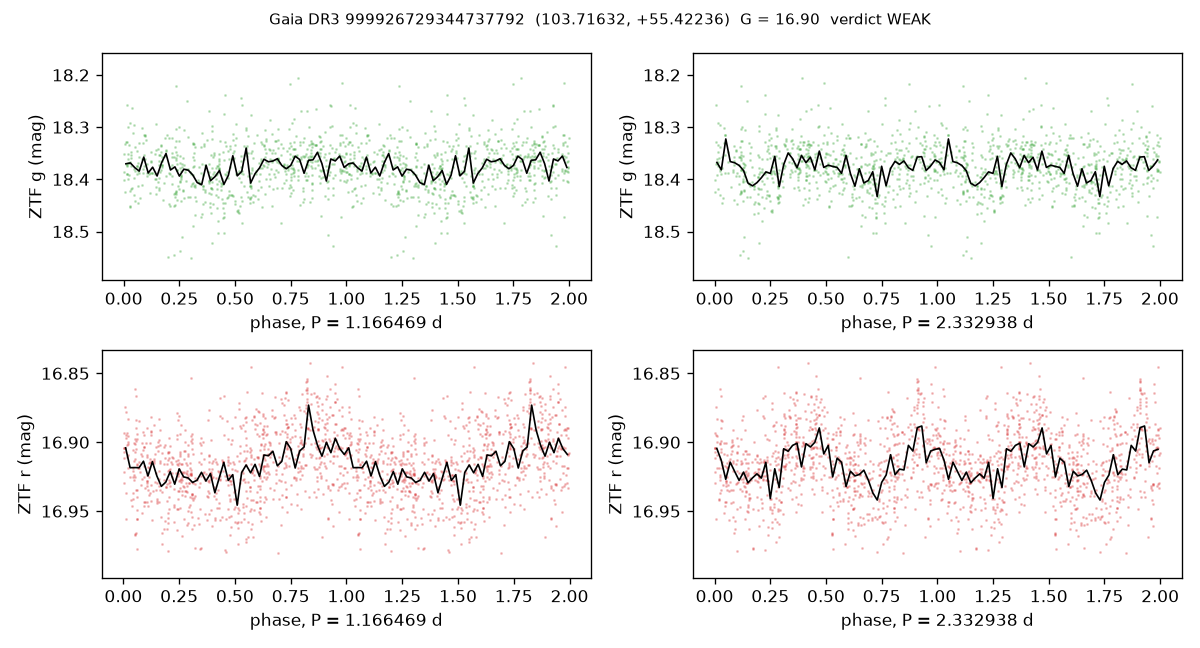 Gaia DR3 999926729344737792  (103.71632, +55.42236)  G = 16.90  verdict WEAK
ZTF g (mag)
18.2
18.3
18.4
18.5
0.00 0.25 0.50 0.75 1.00 1.25 1.50 1.75 2.00
phase, P = 1.166469 d
ZTF g (mag)
18.2
18.3
18.4
18.5
0.00 0.25 0.50 0.75 1.00 1.25 1.50 1.75 2.00
phase, P = 2.332938 d
ZTF r (mag)
16.85
16.90
16.95
0.00 0.25 0.50 0.75 1.00 1.25 1.50 1.75 2.00
phase, P = 1.166469 d
ZTF r (mag)
16.85
16.90
16.95
0.00 0.25 0.50 0.75 1.00 1.25 1.50 1.75 2.00
phase, P = 2.332938 d